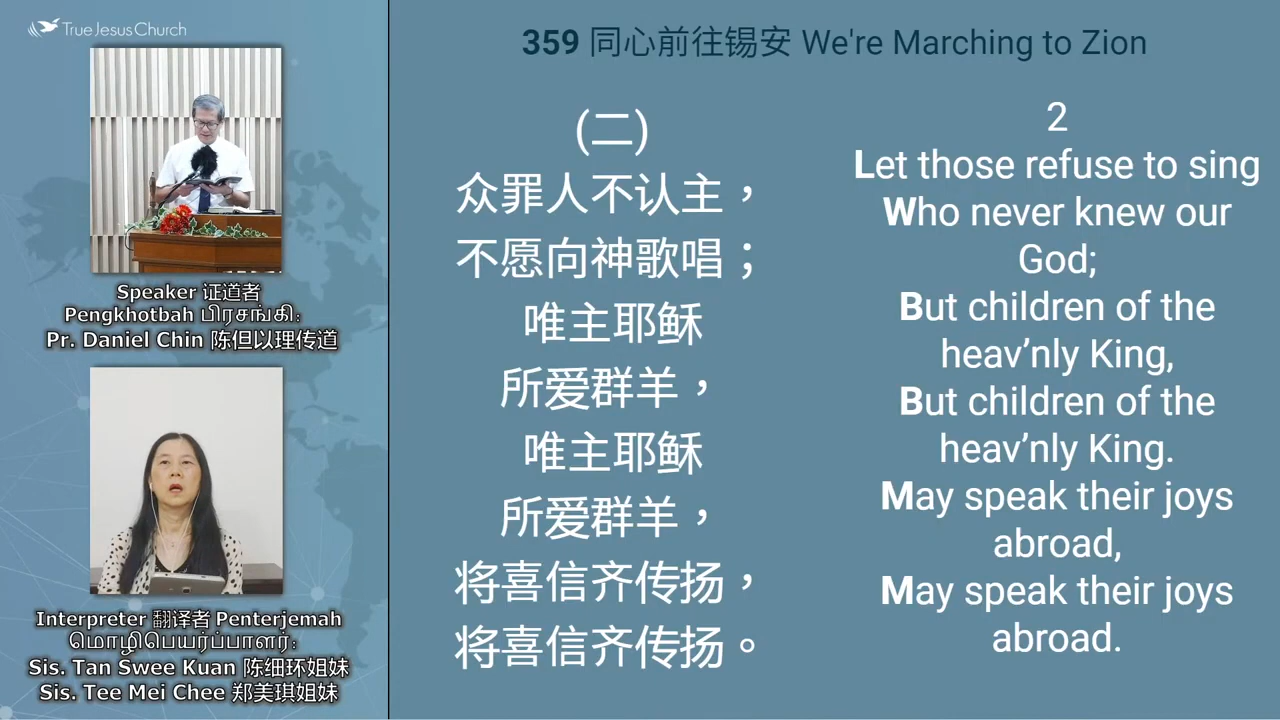 True Jesus Church
Speaker 证道者
Pengkhotbah பிரசங்கி:
Pr. Daniel Chin 陈但以理传道
Interpreter 翻译者 Penterjemah
மொழிபெயர்ப்பாளர்:
Sis. Tan Swee Kuan 陈细环姐妹
Sis. Tee Mei Chee 郑美琪姐妹
359 同心前往锡安 We're Marching to Zion
(二)
众罪人不认主，
不愿向神歌唱；
唯主耶稣
所爱群羊，
唯主耶稣
所爱群羊，
将喜信齐传扬，
将喜信齐传扬。
2
Let those refuse to sing
Who never knew our
God;
But children of the
heav’nly King,
But children of the
heav’nly King.
May speak their joys
abroad,
May speak their joys
abroad.